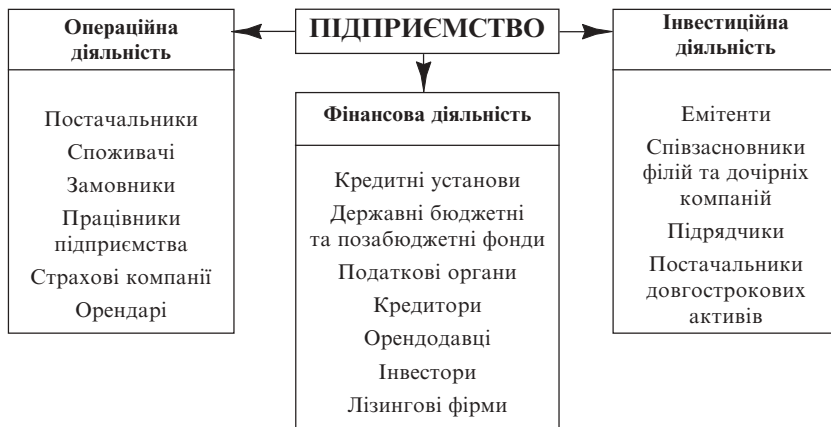 ПІДПРИЄМСТВО
Операційна
діяльність
Постачальники
Споживачі
Замовники
Працівники
підприємства
Страхові компанії
Орендарі
Фінансова діяльність
Кредитні установи
Державні бюджетні
та позабюджетні фонди
Податкові органи
Кредитори
Орендодавці
Інвестори
Лізингові фірми
Інвестиційна
діяльність
Емітенти
Співзасновники
філій та дочірніх
компаній
Підрядчики
Постачальники
довгострокових
активів